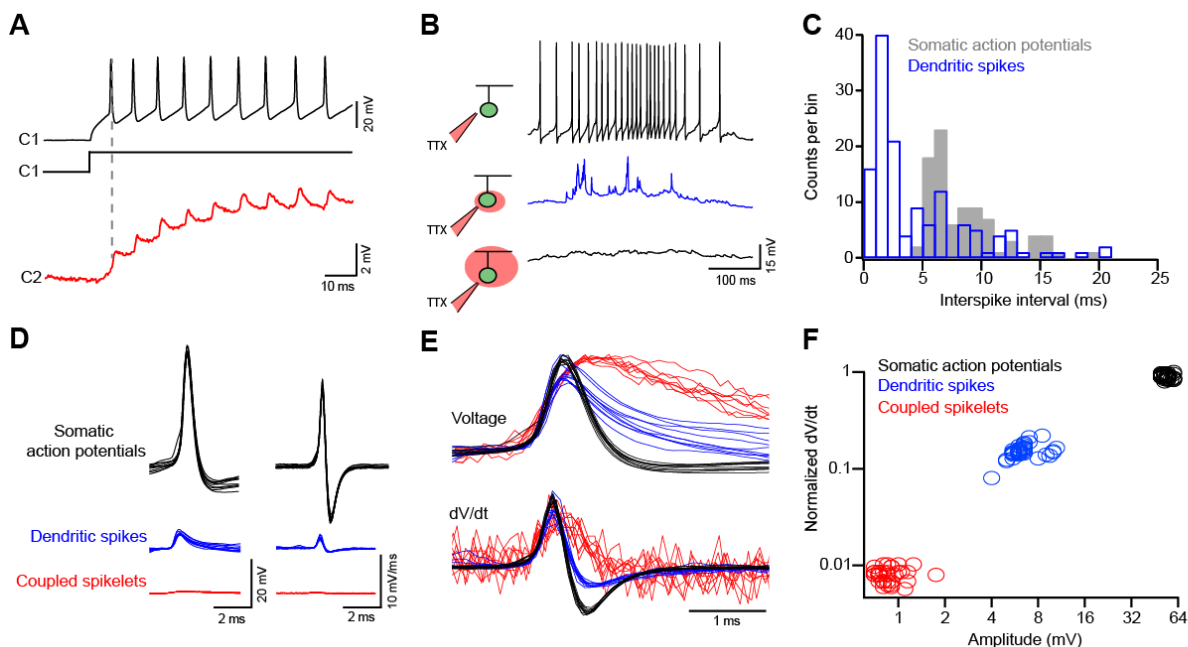 A
C1
20 mV
C1
C2
2 mV
10 ms
B
TTX
TTX
TTX
15 mV
100 ms
C
Somatic action potentials
Dendritic spikes
Counts per bin
40
30
20
10
0
0
5
10
15
20
25
Interspike interval (ms)
D
Somatic
action potentials
Dendritic spikes
Coupled spikelets
20 mV
2 ms
10 mV/ms
2 ms
E
Voltage
dV/dt
1 ms
F
Somatic action potentials
Dendritic spikes
Coupled spikelets
Normalized dV/dt
1
0.1
0.01
1
2
4
8
16
32
64
Amplitude (mV)